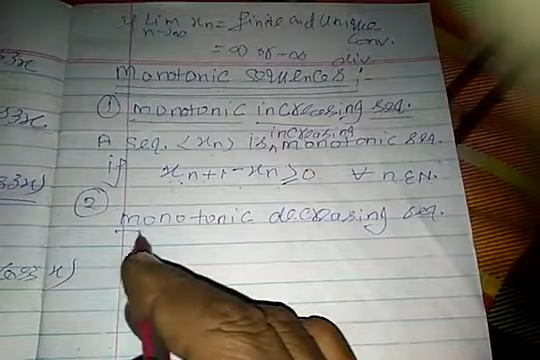 if lim xn = finite and unique
n→∞ conv.
= ∞ or -∞
div
monotonic sequences :-
① monotonic increasing seq.
A seq. <xn> is monotonic increasing seq.
if xn+1 - xn ≥ 0 ∀ n ∈ N.
② monotonic decreasing seq.